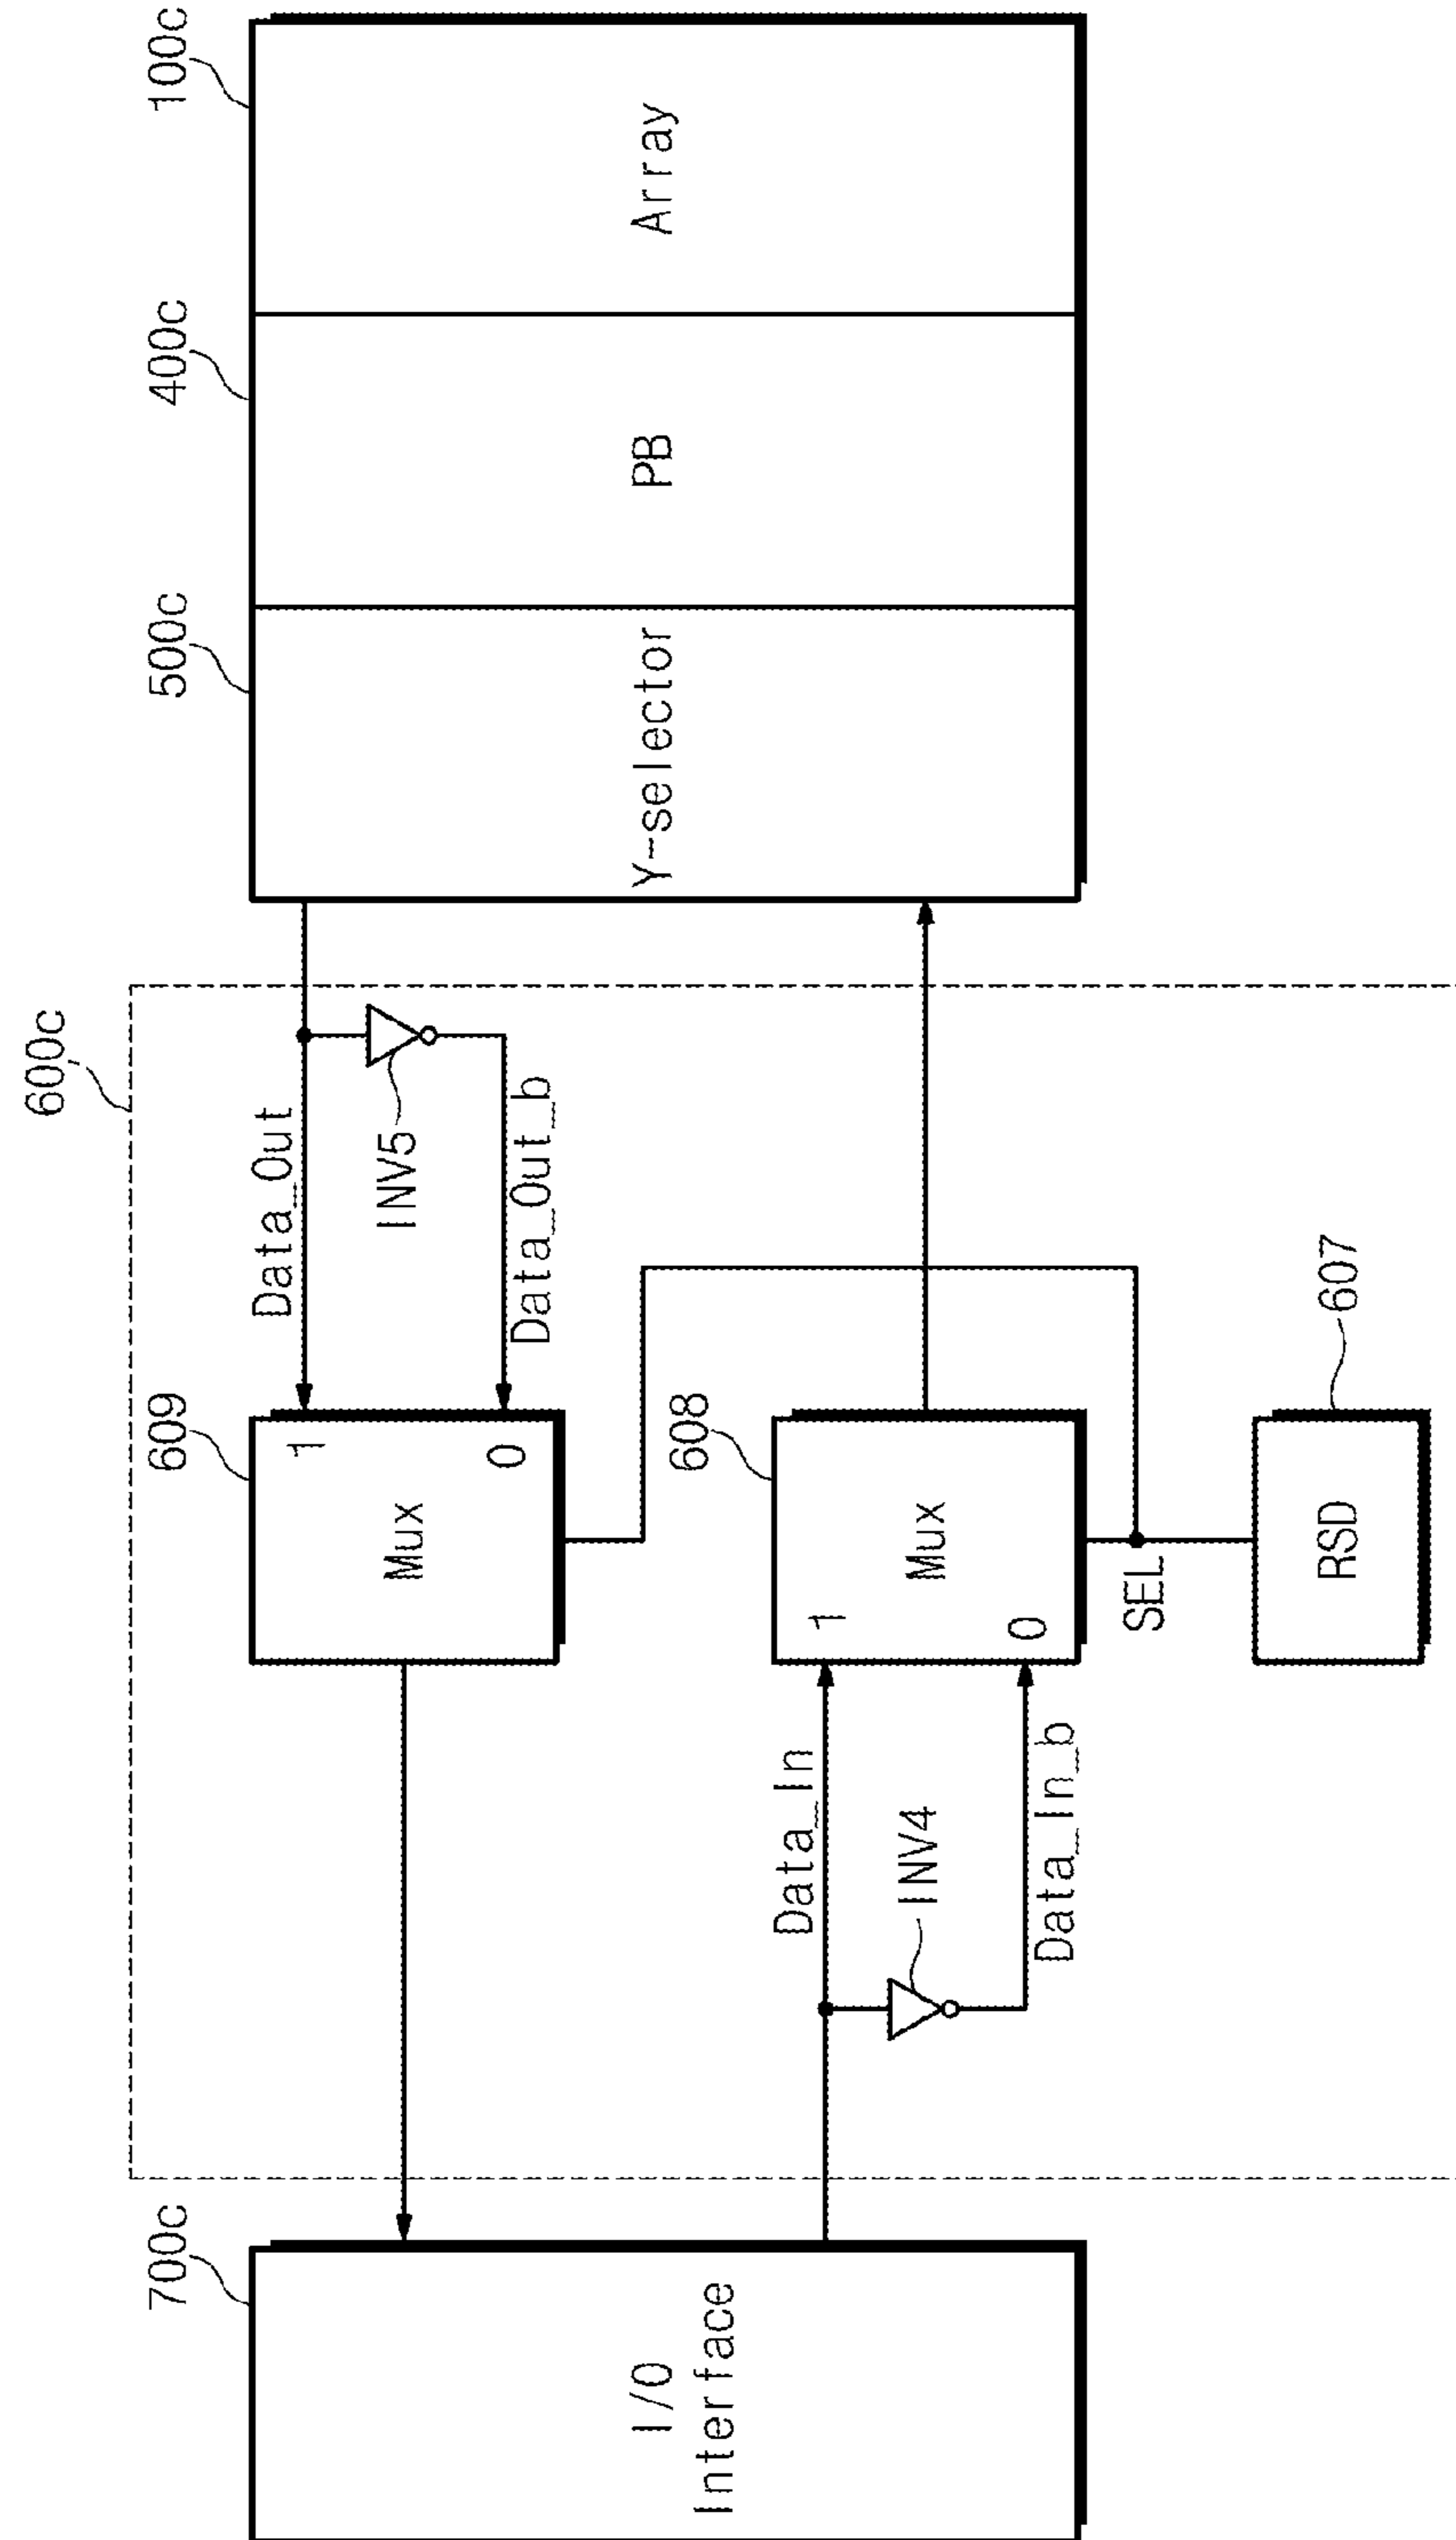 600c
700c
609
500c
400c
100c
Data_Out
1
Mux
0
INV5
Data_Out_b
I/O
Interface
Data_In
INV4
Data_In_b
608
1
Mux
0
SEL
RSD
607
Y-selector
PB
Array